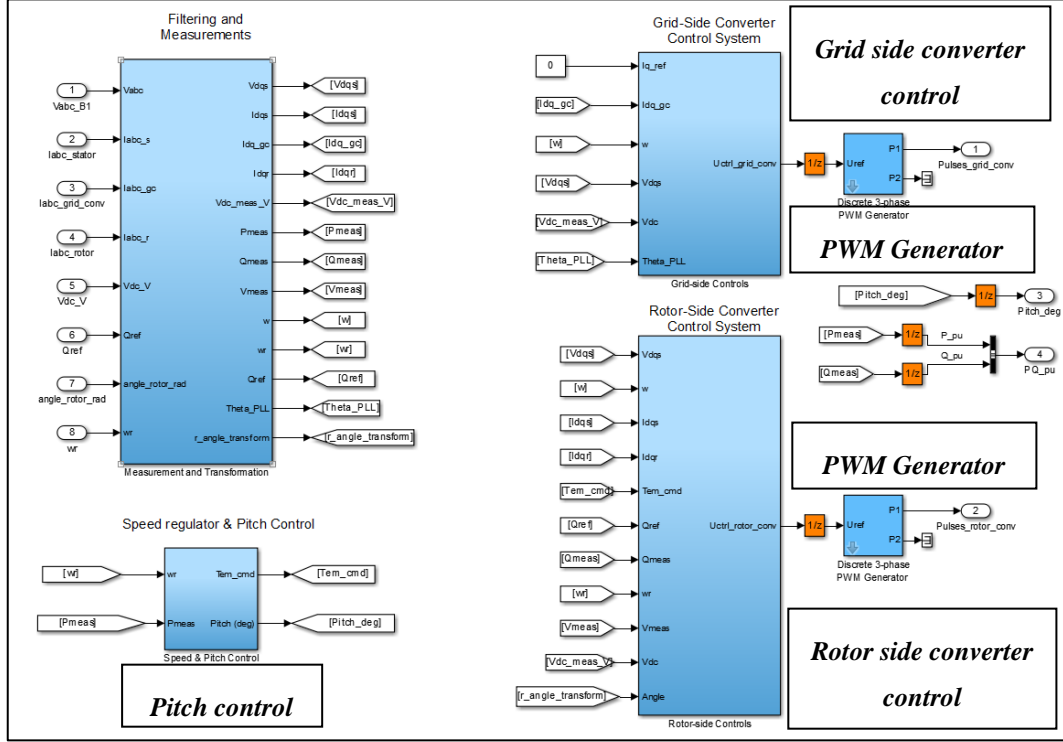 Filtering and
Measurements
1
Vabc_B1
2
Iabc_stator
3
Iabc_grid_conv
4
Iabc_rotor
5
Vdc_V
6
Qref
7
angle_rotor_rad
8
wr
Vabc
Iabc_s
Iabc_gc
Iabc_r
Vdc_V
Qref
angle_rotor_rad
wr
Vdqs
Idqs
Idq_gc
Idqr
Vdc_meas_V
Pmeas
Qmeas
Vmeas
w
wr
Qref
Theta_PLL
r_angle_transform
[Vdqs]
[Idqs]
[Idq_gc]
[Idqr]
[Vdc_meas_V]
[Pmeas]
[Qmeas]
[Vmeas]
[w]
[wr]
[Qref]
[Theta_PLL]
[r_angle_transform]
Measurement and Transformation
Speed regulator & Pitch Control
[wr]
[Pmeas]
wr
Pmeas
Tem_cmd
Pitch (deg)
[Tem_cmd]
[Pitch_deg]
Speed & Pitch Control
Pitch control
Grid-Side Converter
Control System
0
[Idq_gc]
[w]
[Vdqs]
[Vdc_meas_V]
[Theta_PLL]
Iq_ref
Idq_gc
w
Vdqs
Vdc
Theta_PLL
Uctrl_grid_conv
Grid-side Controls
1/z
Uref
P1
P2
Discrete 3-phase
PWM Generator
1
Pulses_grid_conv
Grid side converter
control
PWM Generator
[Pitch_deg]
1/z
3
Pitch_deg
[Pmeas]
1/z
P_pu
[Qmeas]
1/z
Q_pu
4
PQ_pu
Rotor-Side Converter
Control System
[Vdqs]
[w]
[Idqs]
[Idqr]
[Tem_cmd]
[Qref]
[Qmeas]
[wr]
[Vmeas]
[Vdc_meas_V]
[r_angle_transform]
Vdqs
w
Idqs
Idqr
Tem_cmd
Qref
Qmeas
wr
Vmeas
Vdc
Angle
Uctrl_rotor_conv
Rotor-side Controls
PWM Generator
1/z
Uref
P1
P2
Discrete 3-phase
PWM Generator
2
Pulses_rotor_conv
Rotor side converter
control